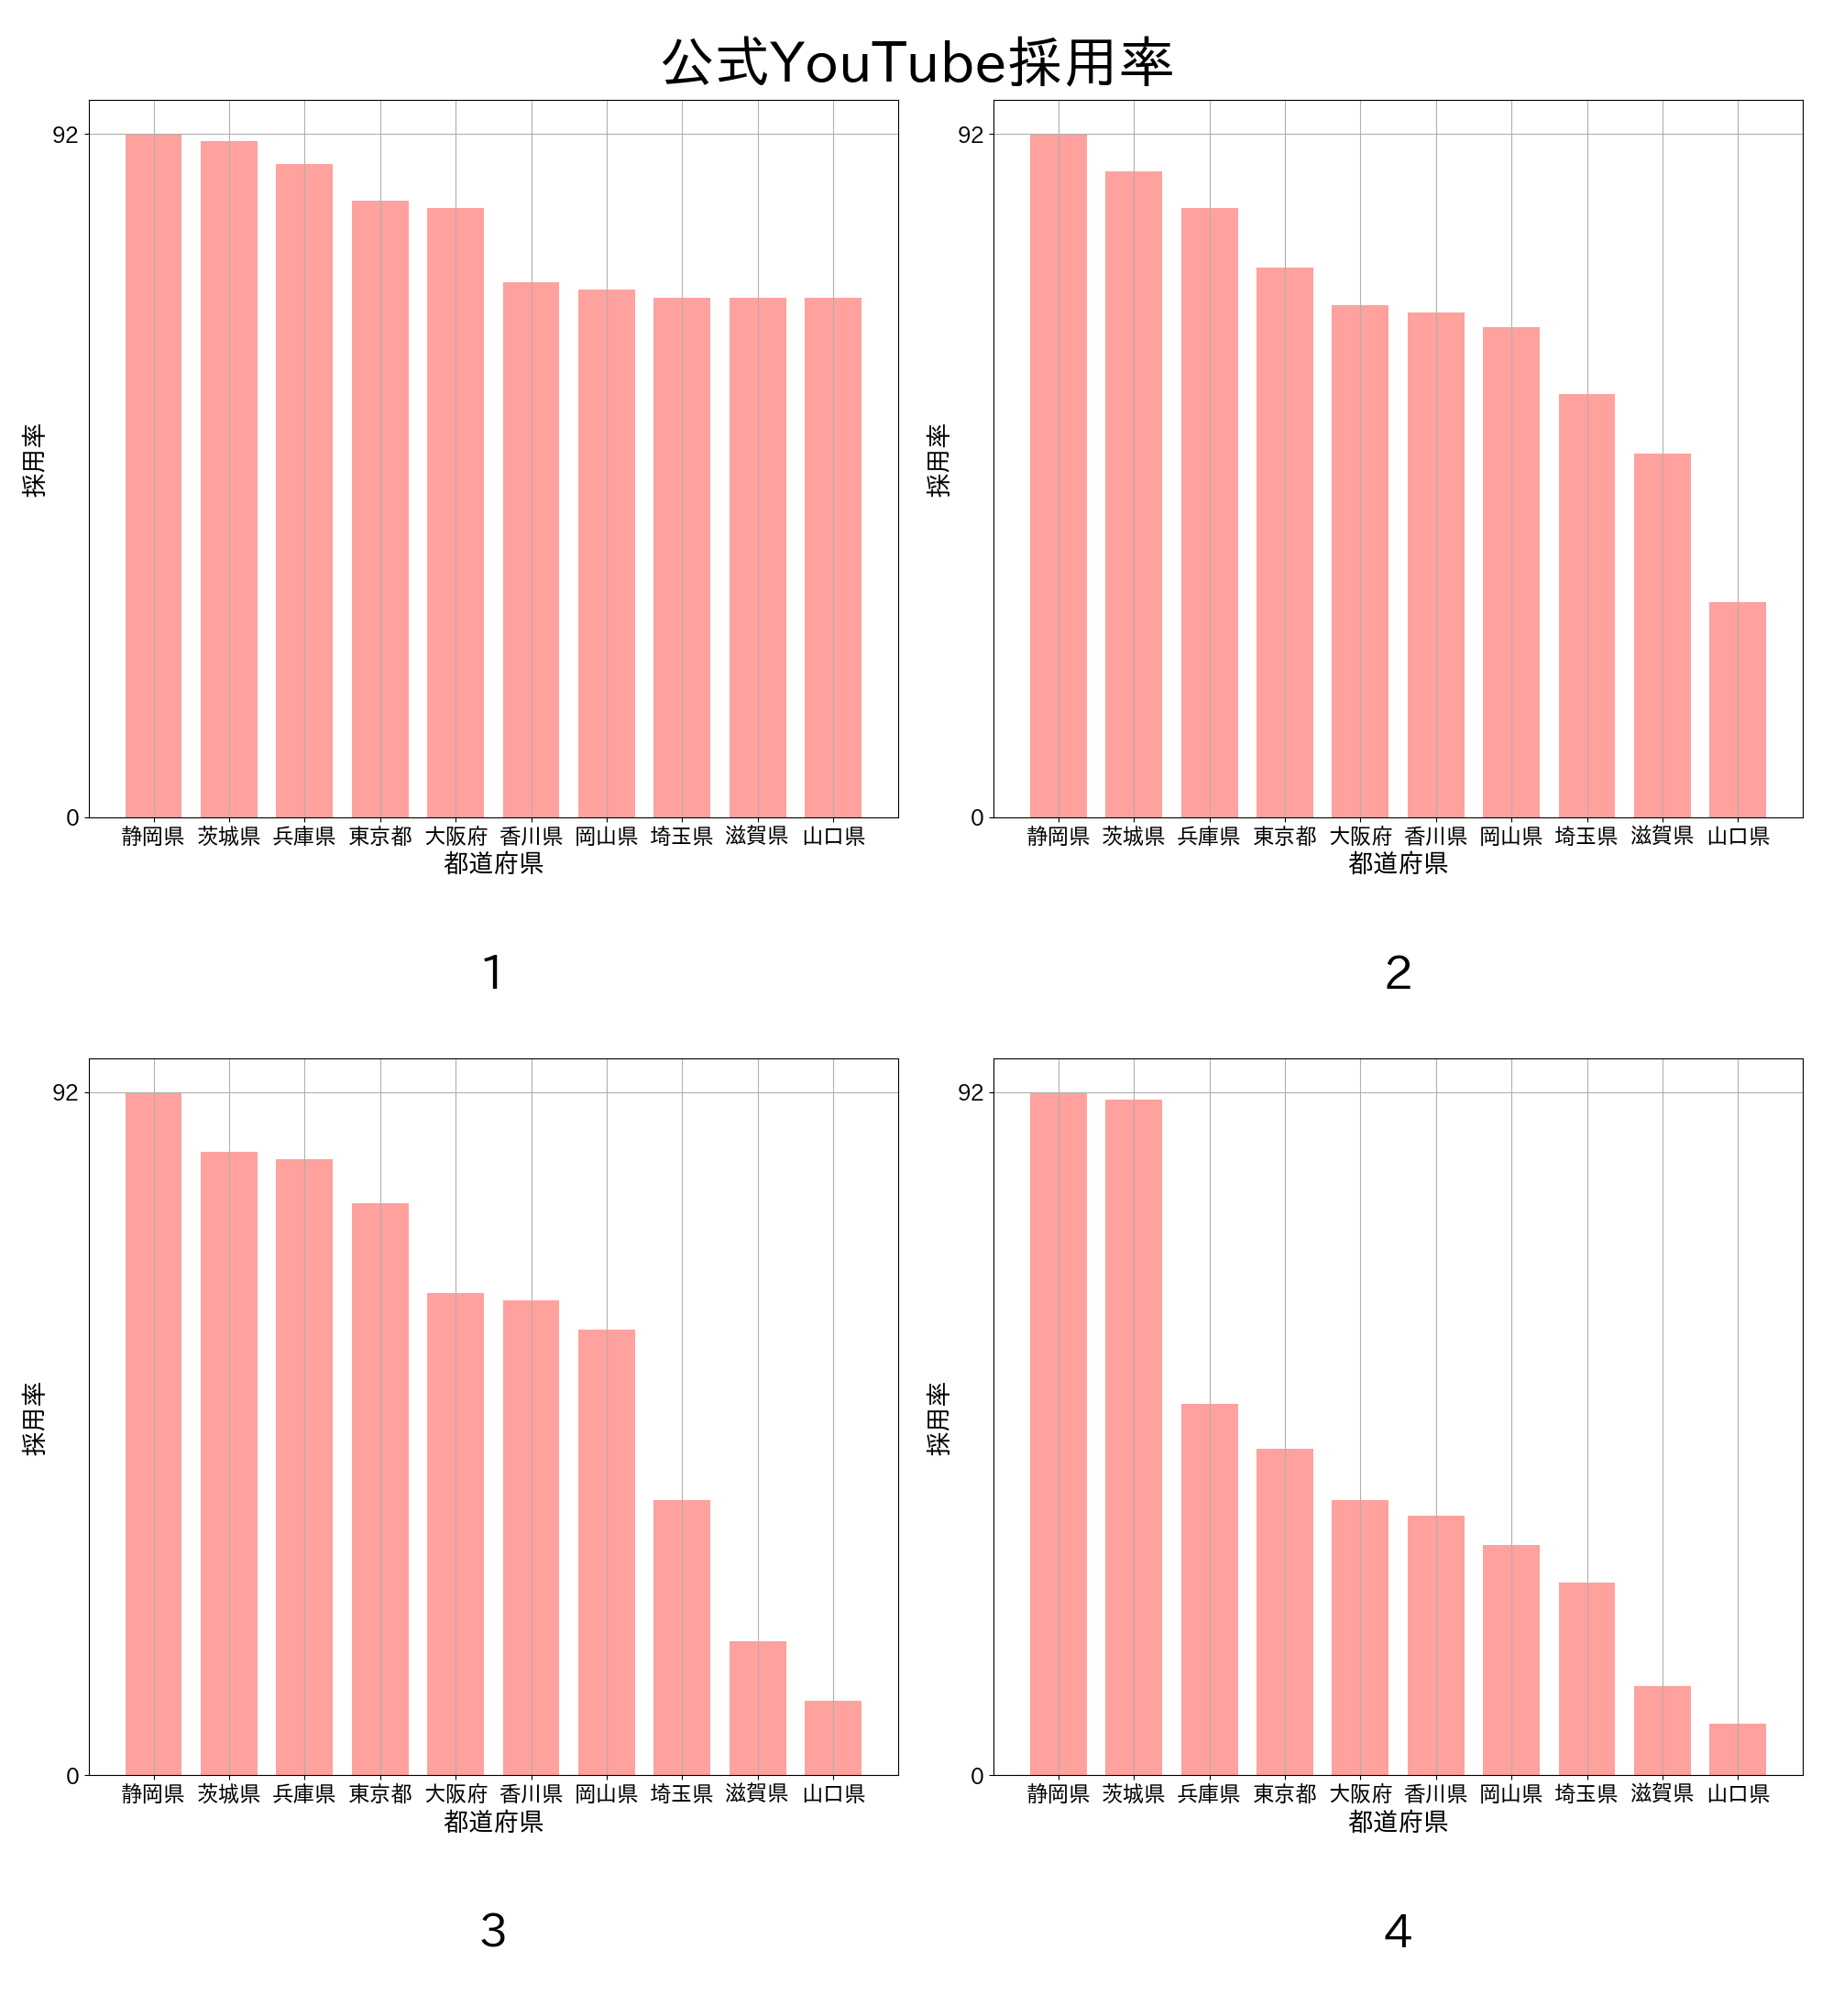 公式YouTube採用率
92
0
採用率
静岡県 茨城県 兵庫県 東京都 大阪府 香川県 岡山県 埼玉県 滋賀県 山口県
都道府県
1
92
0
採用率
静岡県 茨城県 兵庫県 東京都 大阪府 香川県 岡山県 埼玉県 滋賀県 山口県
都道府県
2
92
0
採用率
静岡県 茨城県 兵庫県 東京都 大阪府 香川県 岡山県 埼玉県 滋賀県 山口県
都道府県
3
92
0
採用率
静岡県 茨城県 兵庫県 東京都 大阪府 香川県 岡山県 埼玉県 滋賀県 山口県
都道府県
4